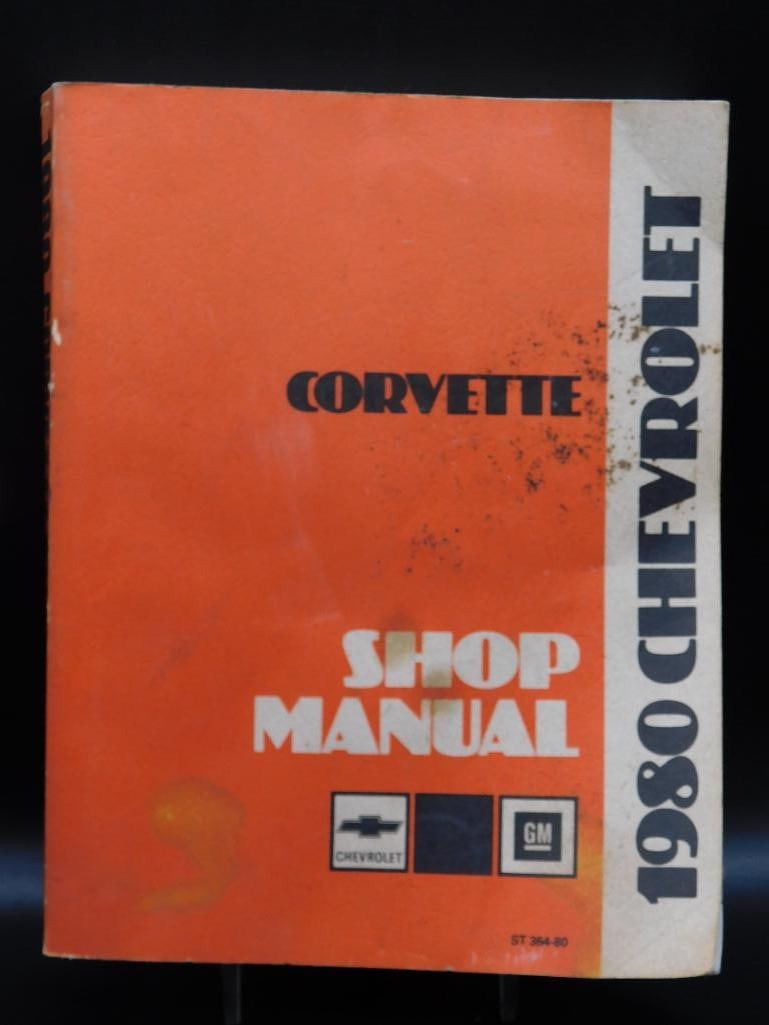 CORVETTE
SHOP
MANUAL
CHEVROLET
GM
ST 364-80
1980 CHEVROLET